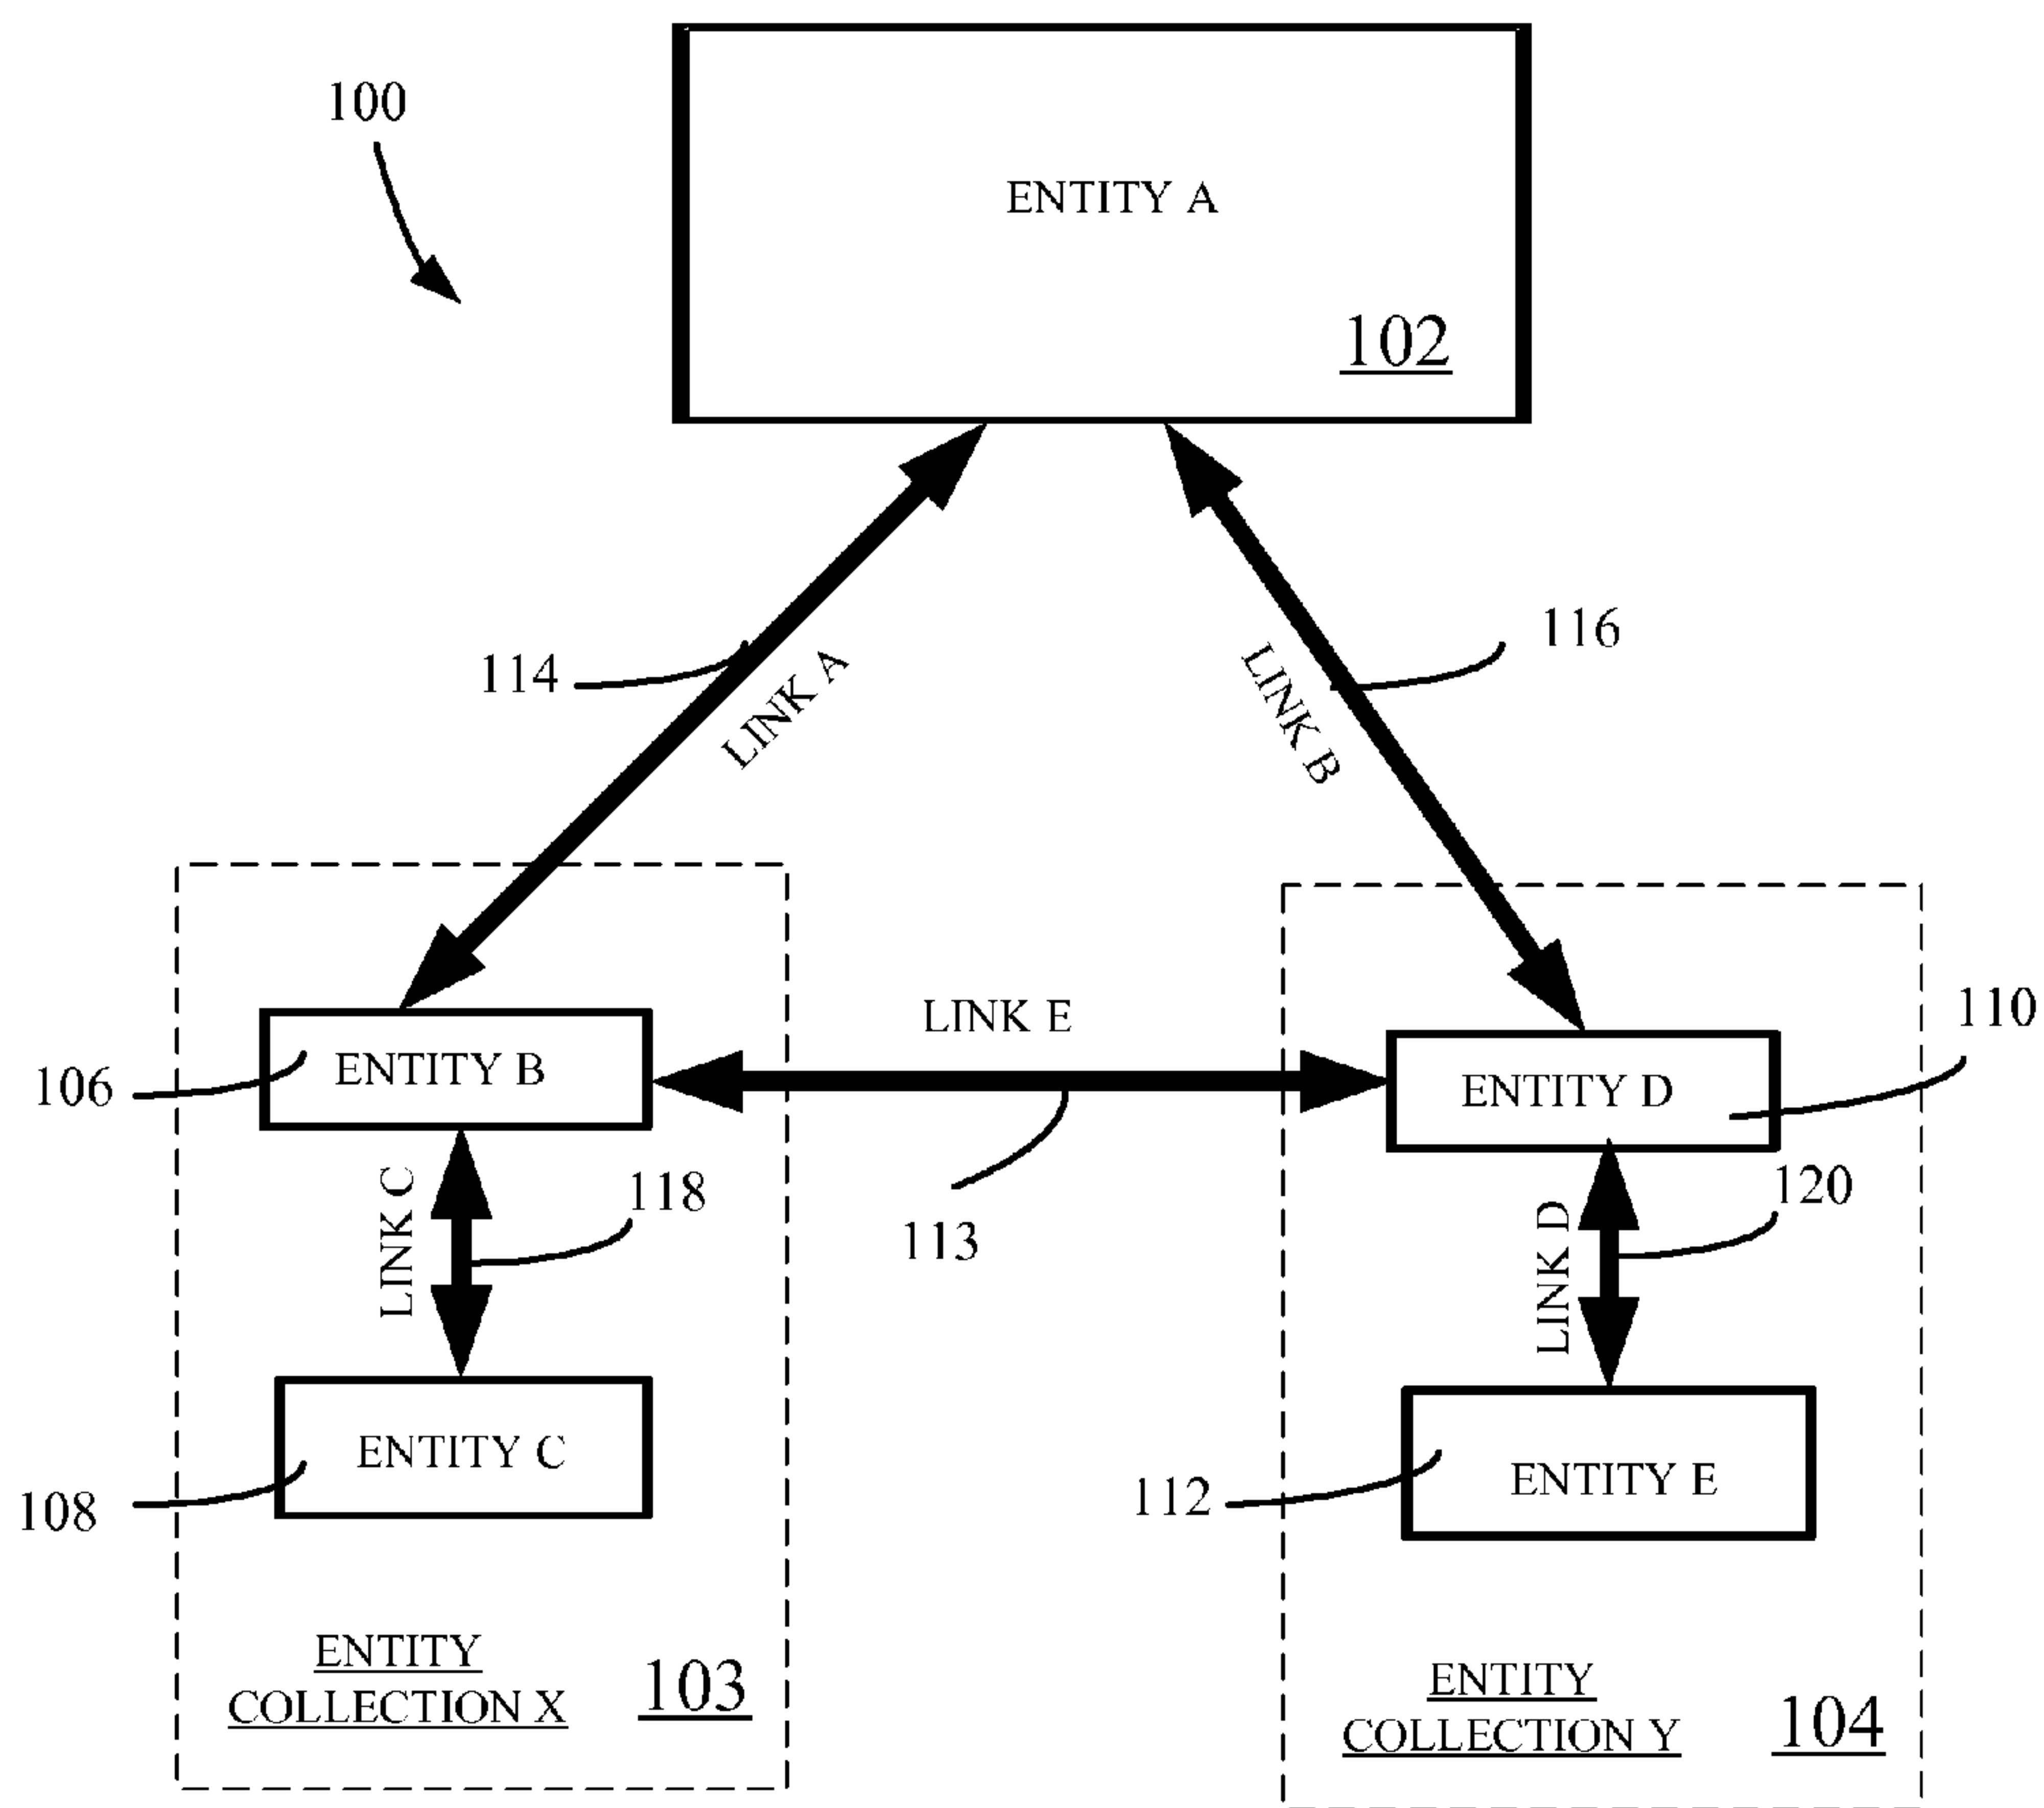 100
ENTITY A
102
114
LINK A
LINK B
116
106
ENTITY B
LINK E
ENTITY D
110
LINK C
118
113
LINK D
120
108
ENTITY C
112
ENTITY E
ENTITY
COLLECTION X
103
ENTITY
COLLECTION Y
104